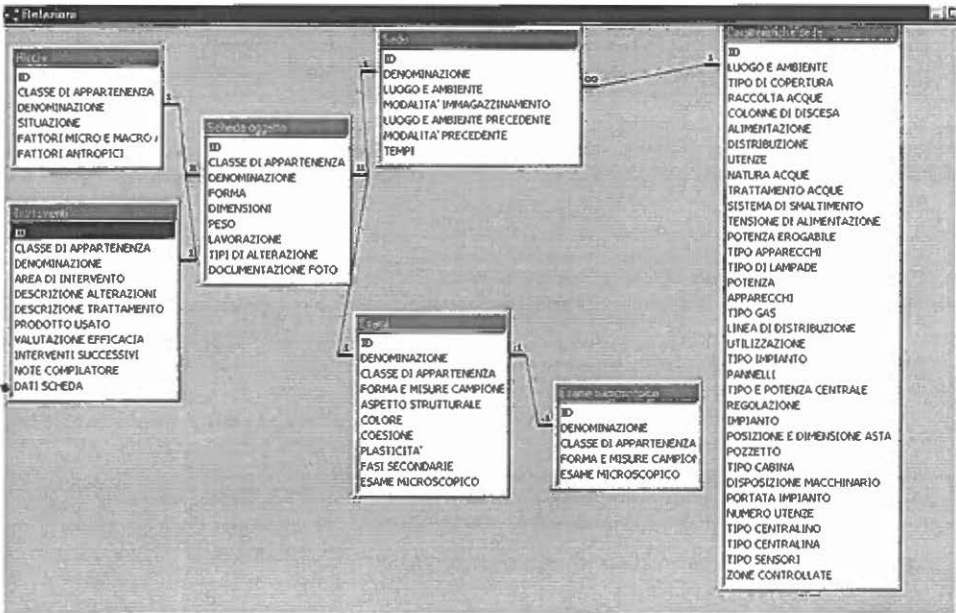 Relazioni
Rischi
ID
CLASSE DI APPARTENENZA
DENOMINAZIONE
SITUAZIONE
FATTORI MICRO E MACRO
FATTORI ANTROPICI
Trattamenti
ID
CLASSE DI APPARTENENZA
DENOMINAZIONE
AREA DI INTERVENTO
DESCRIZIONE ALTERAZIONI
DESCRIZIONE TRATTAMENTO
PRODOTTO USATO
VALUTAZIONE EFFICACIA
INTERVENTI SUCCESSIVI
NOTE COMPILATORE
DATI SCHEDA
Scheda oggetto
ID
CLASSE DI APPARTENENZA
DENOMINAZIONE
FORMA
DIMENSIONI
PESO
LAVORAZIONE
TIPI DI ALTERAZIONE
DOCUMENTAZIONE FOTO
Sede
ID
DENOMINAZIONE
LUOGO E AMBIENTE
MODALITA' IMMAGAZZINAMENTO
LUOGO E AMBIENTE PRECEDENTE
MODALITA' PRECEDENTE
TEMPI
ID
DENOMINAZIONE
CLASSE DI APPARTENENZA
FORMA E MISURE CAMPIONE
ASPETTO STRUTTURALE
COLORE
COESIONE
PLASTICITA'
FASI SECONDARIE
ESAME MICROSCOPICO
Esame microscopico
ID
DENOMINAZIONE
CLASSE DI APPARTENENZA
FORMA E MISURE CAMPION
ESAME MICROSCOPICO
Caratteristiche sede
ID
LUOGO E AMBIENTE
TIPO DI COPERTURA
RACCOLTA ACQUE
COLONNE DI DISCESA
ALIMENTAZIONE
DISTRIBUZIONE
UTENZE
NATURA ACQUE
TRATTAMENTO ACQUE
SISTEMA DI SMALTIMENTO
TENSIONE DI ALIMENTAZIONE
POTENZA EROGABILE
TIPO APPARECCHI
TIPO DI LAMPADE
POTENZA
APPARECCHI
TIPO GAS
LINEA DI DISTRIBUZIONE
UTILIZZAZIONE
TIPO IMPIANTO
PANNELLI
TIPO E POTENZA CENTRALE
REGOLAZIONE
IMPIANTO
POSIZIONE E DIMENSIONE ASTA
POZZETTO
TIPO CABINA
DISPOSIZIONE MACCHINARIO
PORTATA IMPIANTO
NUMERO UTENZE
TIPO CENTRALINO
TIPO CENTRALINA
TIPO SENSORI
ZONE CONTROLLATE